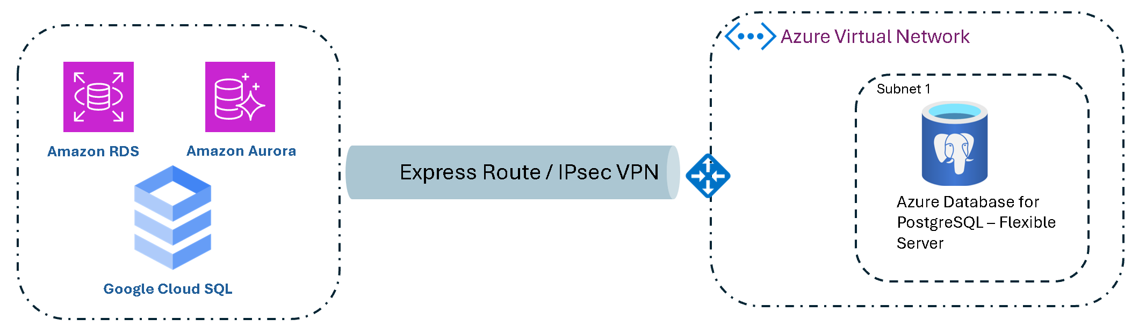 Amazon RDS
Amazon Aurora
Google Cloud SQL
Express Route / IPsec VPN
Azure Virtual Network
Subnet 1
Azure Database for
PostgreSQL – Flexible
Server